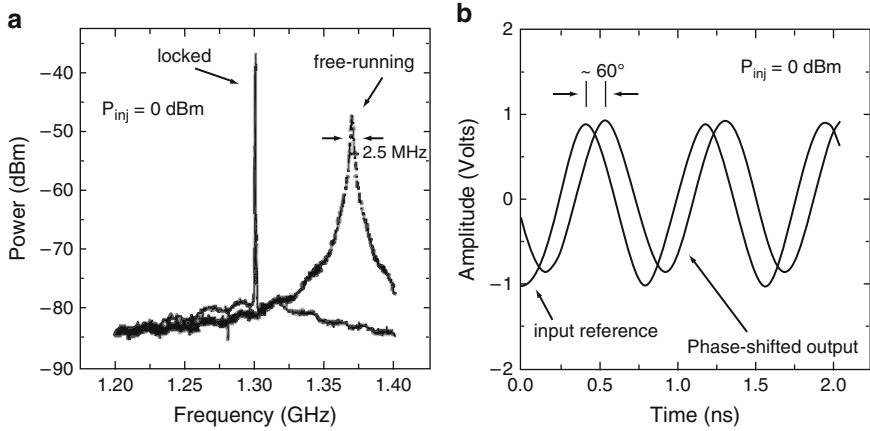 a
locked
free-running
P_inj = 0 dBm
2.5 MHz
Power (dBm)
−40
−50
−60
−70
−80
−90
1.20
1.25
1.30
1.35
1.40
Frequency (GHz)
b
~ 60°
P_inj = 0 dBm
Amplitude (Volts)
2
1
0
−1
−2
input reference
Phase-shifted output
0.0
0.5
1.0
1.5
2.0
Time (ns)